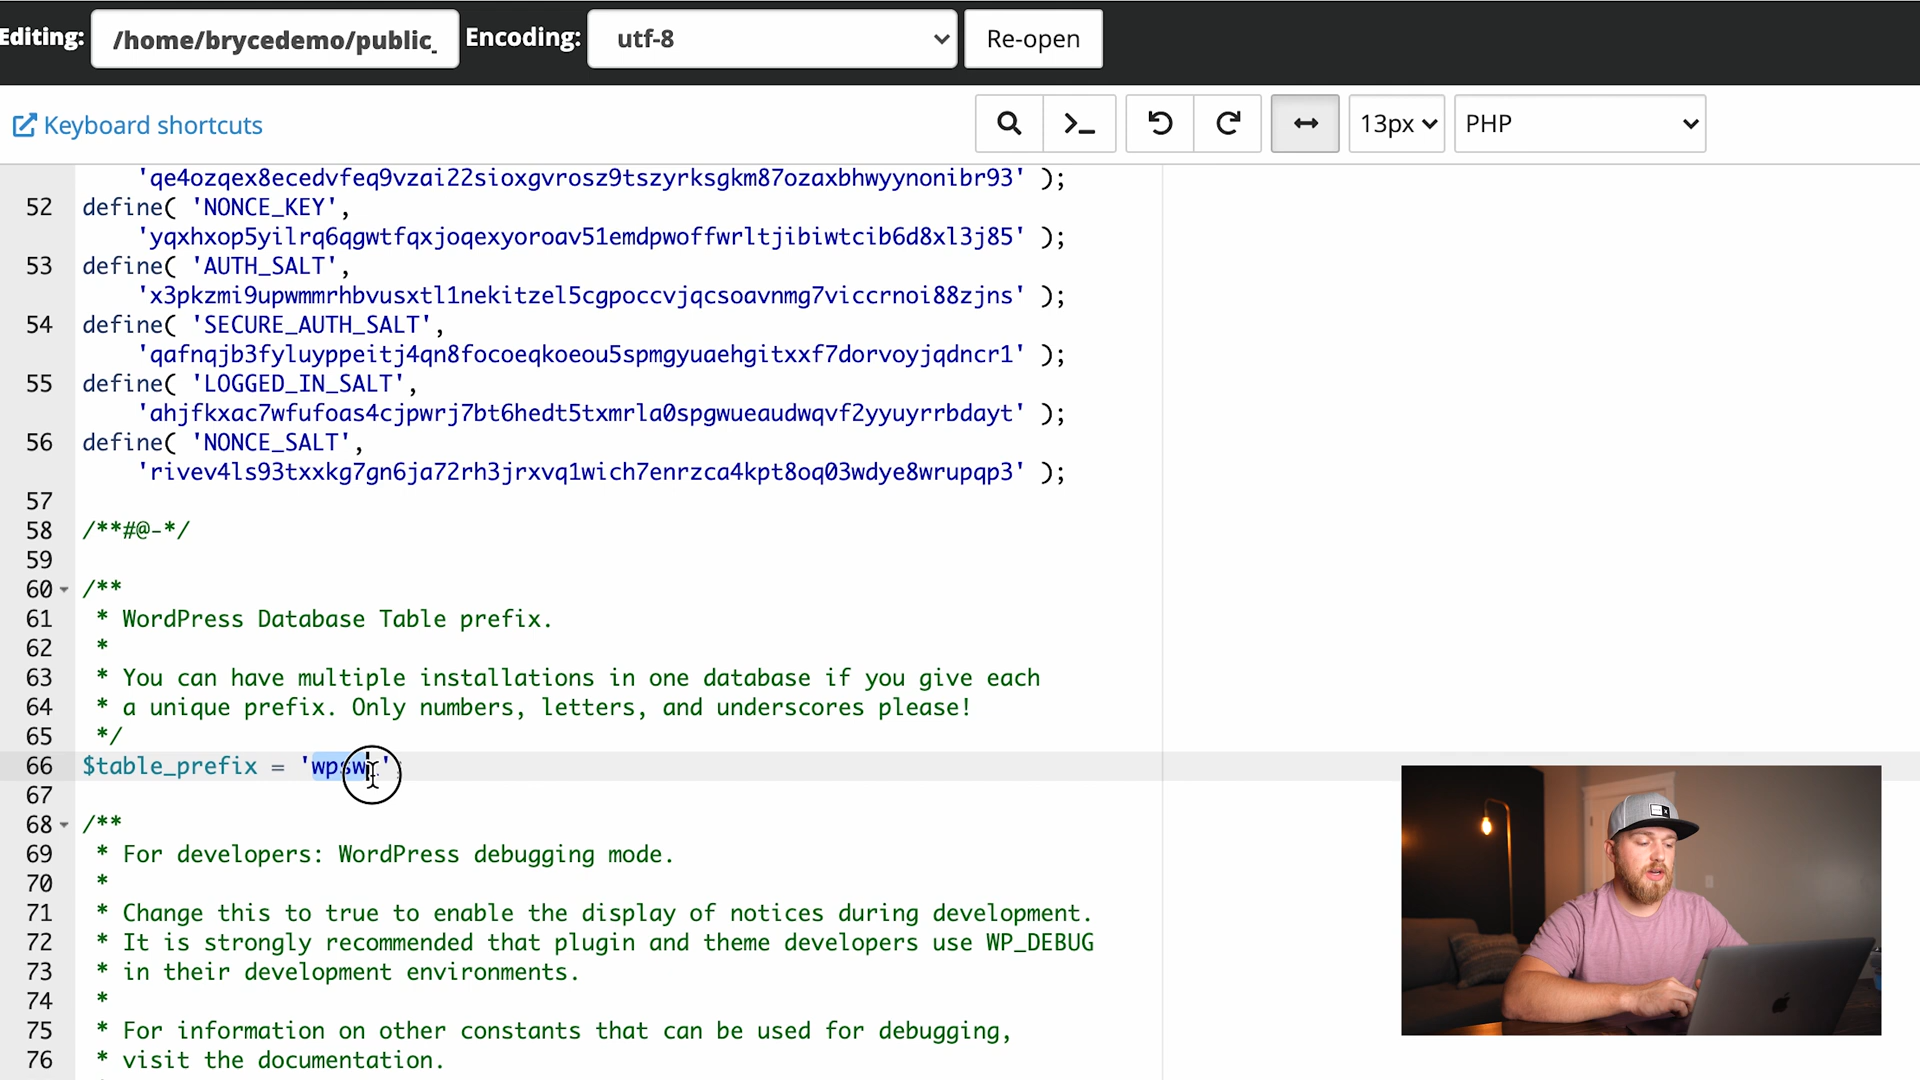 Editing: /home/brycedemo/public_ Encoding: utf-8 Re-open
Keyboard shortcuts >_ 13px PHP
'qe4ozqex8ecedvfeq9vzai22sioxgvrosz9tszyrksgkm87ozaxbhwyynonibr93' );
52 define( 'NONCE_KEY',
'yqxhxop5yilrq6qgwtfqxjoqexyoroav51emdpwoffwrltjibiwtcib6d8xl3j85' );
53 define( 'AUTH_SALT',
'x3pkzmi9upwmmrhbvusxtl1nekitzel5cgpoccvjqcsoavnmg7viccrnoi88zjns' );
54 define( 'SECURE_AUTH_SALT',
'qafnqjb3fyluyppeitj4qn8focoeqkoeou5spmgyuaehgitxxf7dorvoyjqdncr1' );
55 define( 'LOGGED_IN_SALT',
'ahjfkxac7wfufoas4cjpwrj7bt6hedt5txmrla0spgwueaudwqvf2yyuyrrbdayt' );
56 define( 'NONCE_SALT',
'rivev4ls93txxkg7gn6ja72rh3jrxvq1wich7enrzca4kpt8oq03wdye8wrupqp3' );
57
58 /**#@-*/
59
60 /**
61 * WordPress Database Table prefix.
62 *
63 * You can have multiple installations in one database if you give each
64 * a unique prefix. Only numbers, letters, and underscores please!
65 */
66 $table_prefix = '
67
68 /**
69 * For developers: WordPress debugging mode.
70 *
71 * Change this to true to enable the display of notices during development.
72 * It is strongly recommended that plugin and theme developers use WP_DEBUG
73 * in their development environments.
74 *
75 * For information on other constants that can be used for debugging,
76 * visit the documentation.